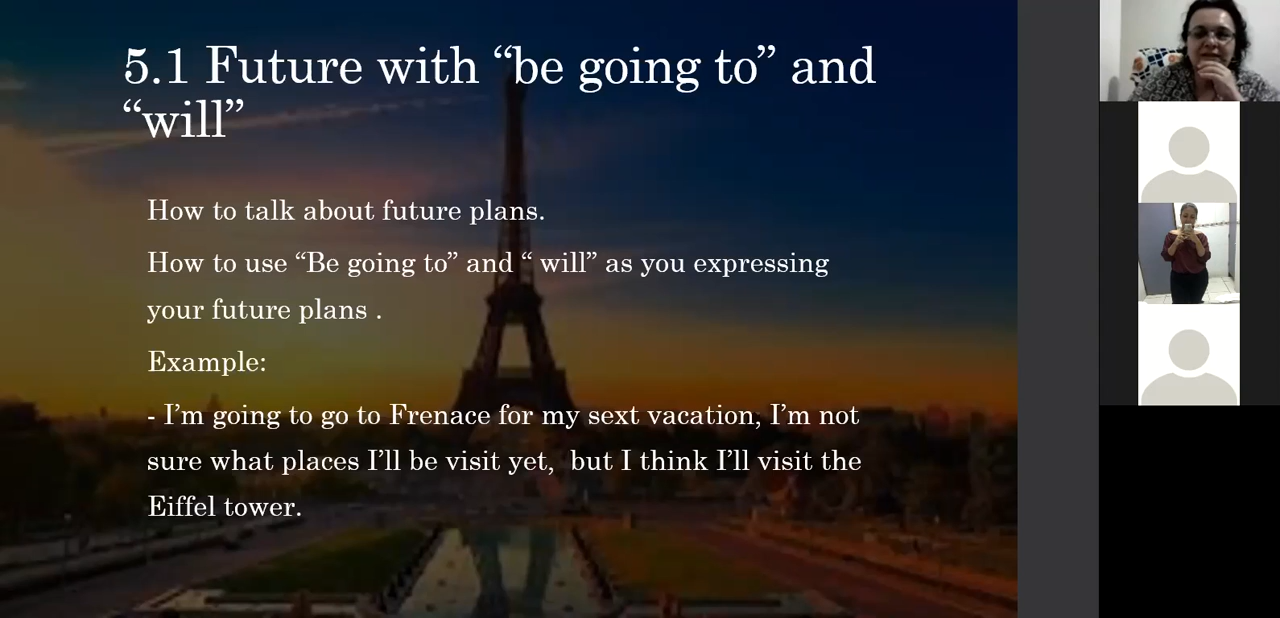 5.1 Future with “be going to” and
“will”
How to talk about future plans.
How to use “Be going to” and “ will” as you expressing
your future plans .
Example:
- I’m going to go to Frenace for my sext vacation, I’m not
sure what places I’ll be visit yet,  but I think I’ll visit the
Eiffel tower.